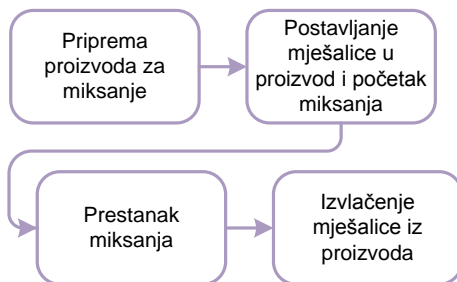 Priprema
proizvoda za
miksanje
Postavljanje
mješalice u
proizvod i početak
miksanja
Prestanak
miksanja
Izvlačenje
mješalice iz
proizvoda